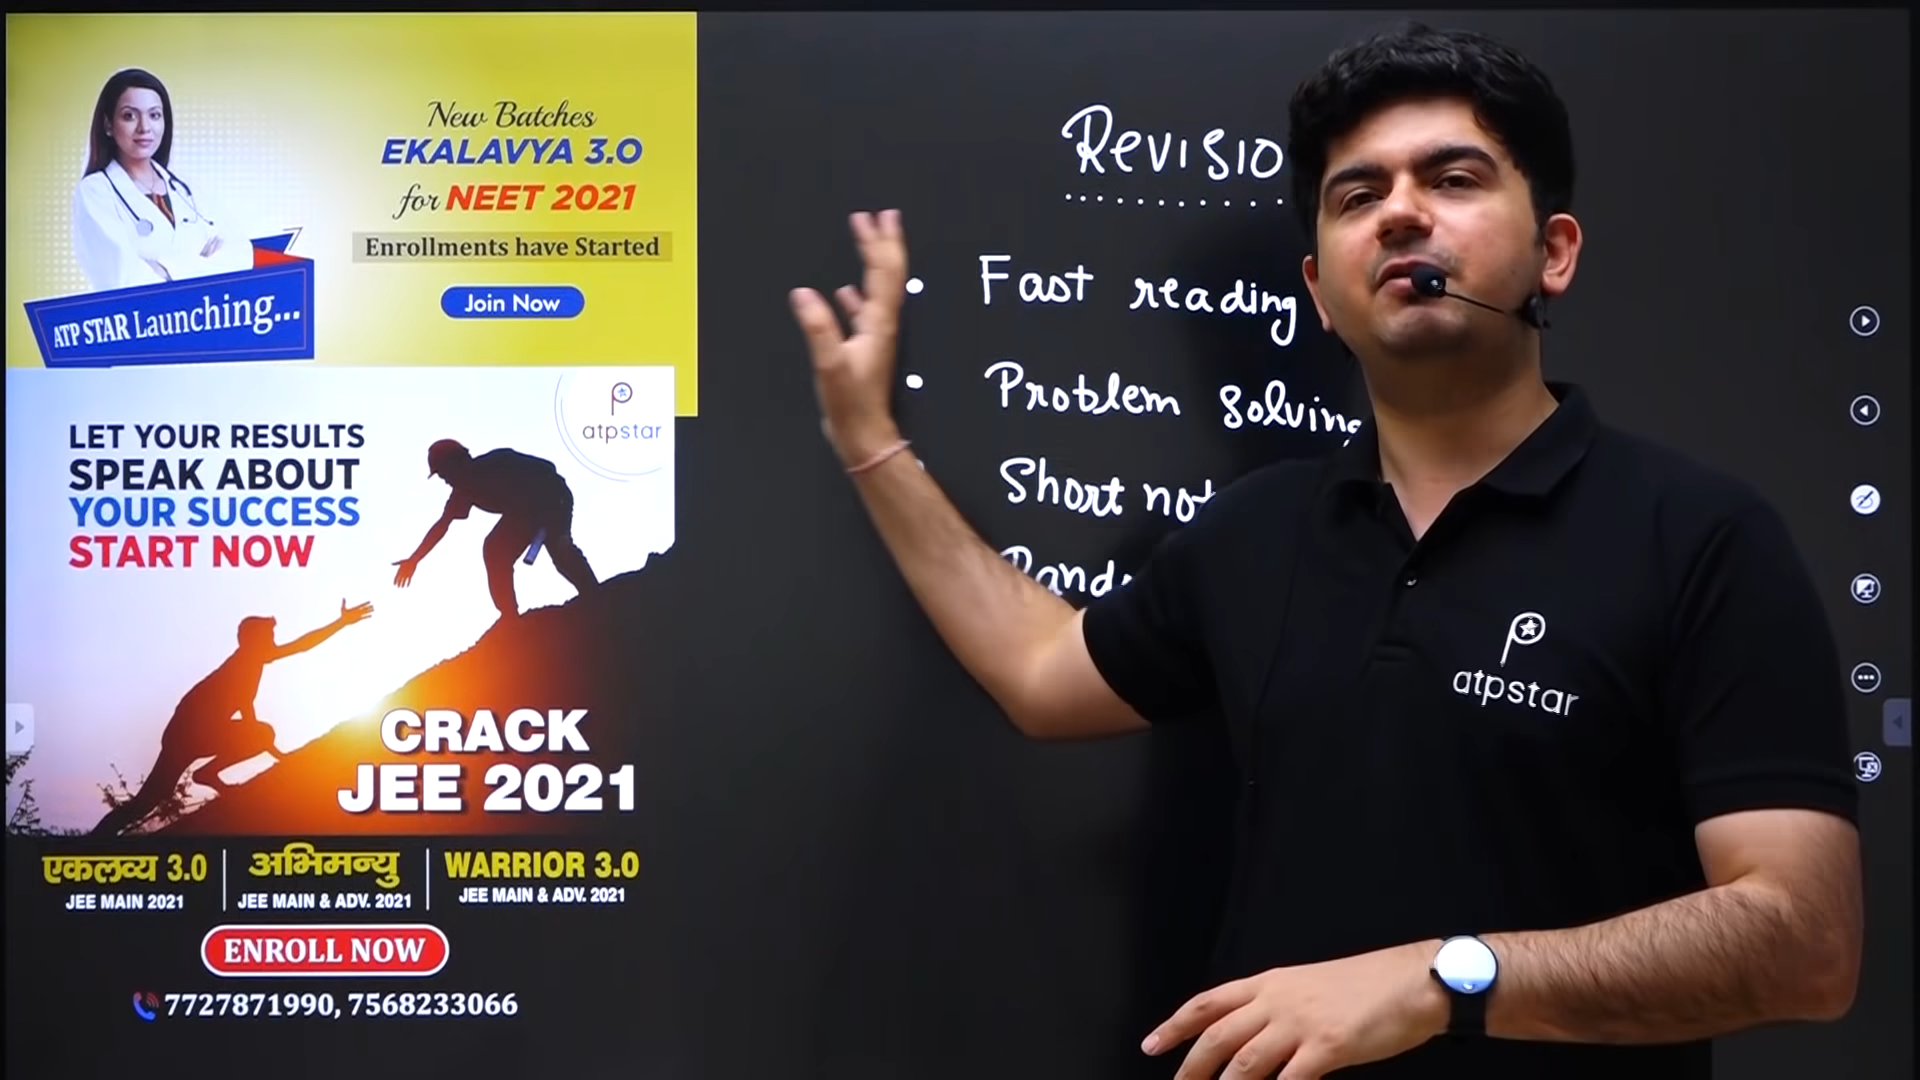 New Batches
EKALAVYA 3.0
for NEET 2021
Enrollments have Started
Join Now
ATP STAR Launching...
LET YOUR RESULTS
SPEAK ABOUT
YOUR SUCCESS
START NOW
atpstar
CRACK
JEE 2021
एकलव्य 3.0
JEE MAIN 2021
अभिमन्यु
JEE MAIN & ADV. 2021
WARRIOR 3.0
JEE MAIN & ADV. 2021
ENROLL NOW
7727871990, 7568233066
REVISIO
• Fast reading
• Problem solving
Short not
atpstar